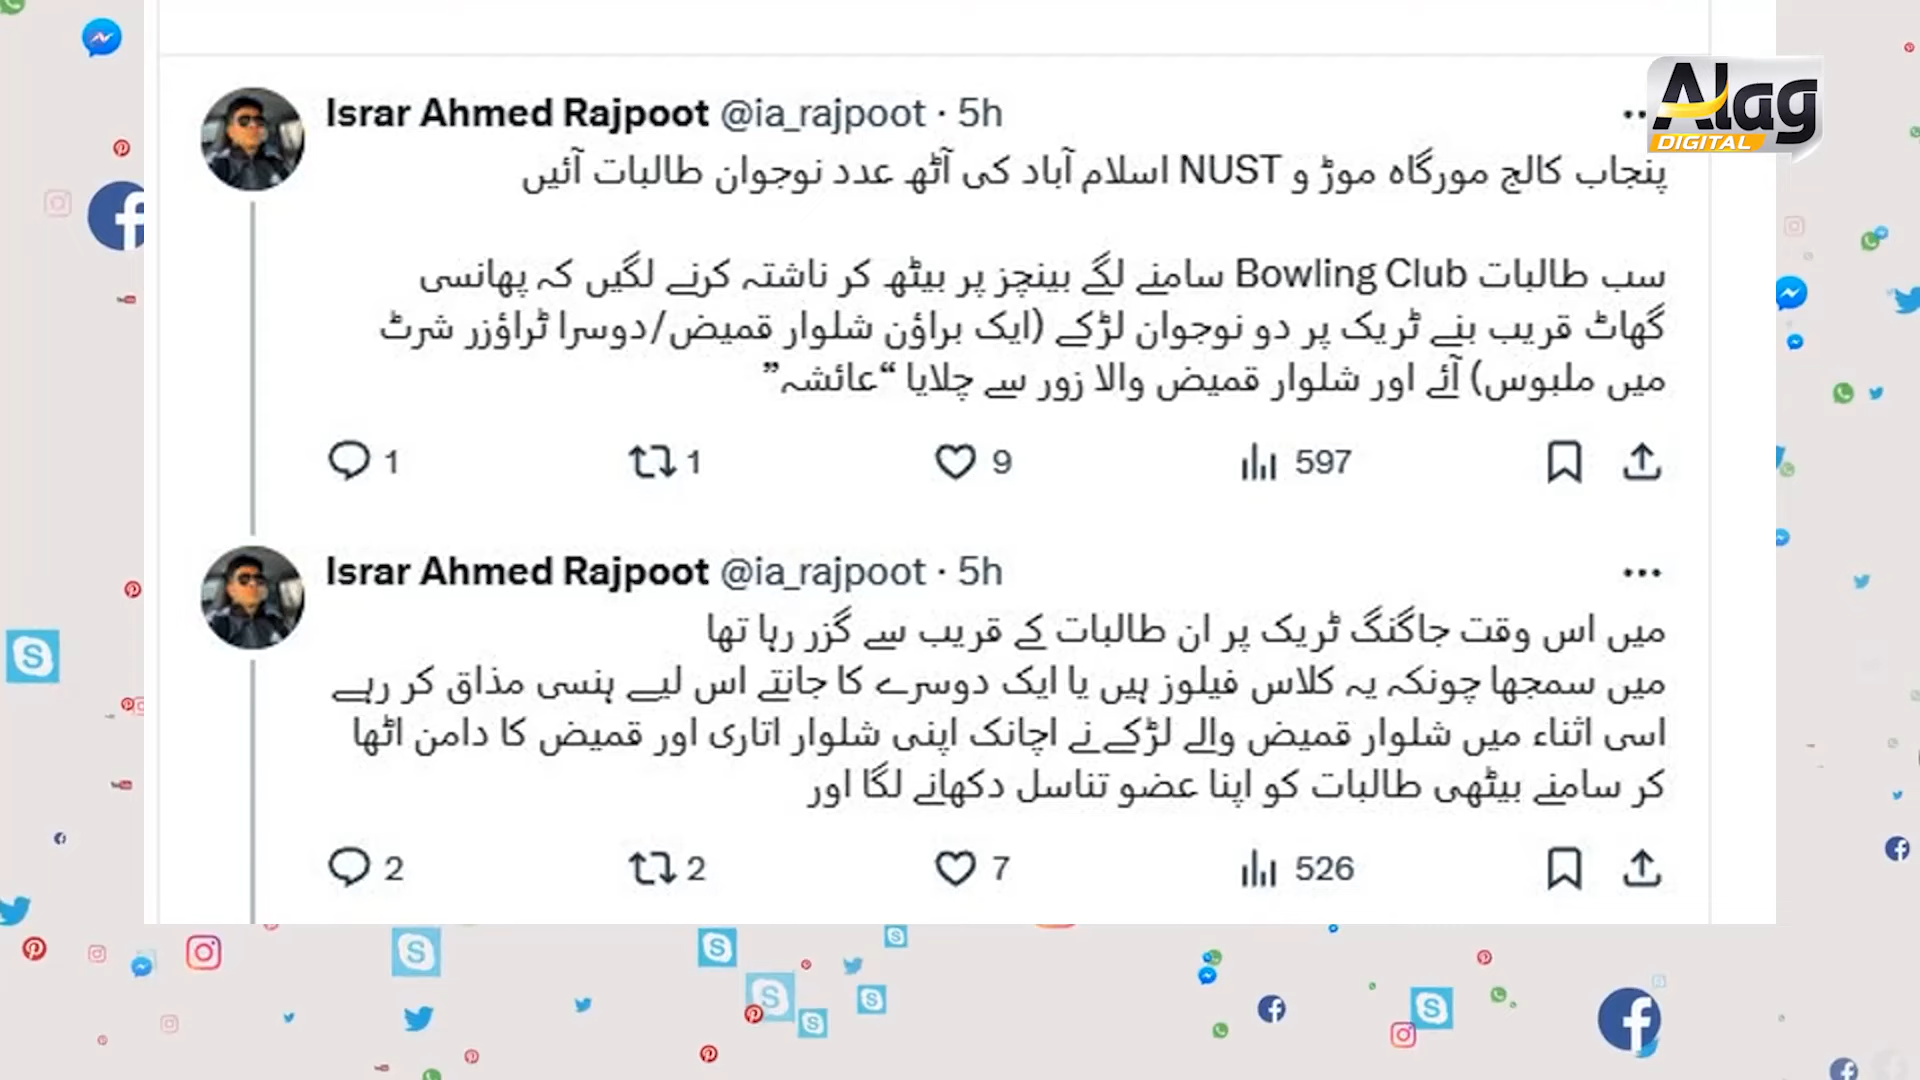 Alag
DIGITAL
Israr Ahmed Rajpoot @ia_rajpoot · 5h
پنجاب کالج مورگاہ موڑ و NUST اسلام آباد کی آٹھ عدد نوجوان طالبات آئیں
سب طالبات Bowling Club سامنے لگے بینچز پر بیٹھ کر ناشتہ کرنے لگیں کہ پھانسی
گھاٹ قریب بنے ٹریک پر دو نوجوان لڑکے (ایک براؤن شلوار قمیض/دوسرا ٹراؤزر شرٹ
میں ملبوس) آئے اور شلوار قمیض والا زور سے چلایا “عائشہ”
1 1 9 597
Israr Ahmed Rajpoot @ia_rajpoot · 5h
میں اس وقت جاگنگ ٹریک پر ان طالبات کے قریب سے گزر رہا تھا
میں سمجھا چونکہ یہ کلاس فیلوز ہیں یا ایک دوسرے کا جانتے اس لیے ہنسی مذاق کر رہے
اسی اثناء میں شلوار قمیض والے لڑکے نے اچانک اپنی شلوار اتاری اور قمیض کا دامن اٹھا
کر سامنے بیٹھی طالبات کو اپنا عضو تناسل دکھانے لگا اور
2 2 7 526